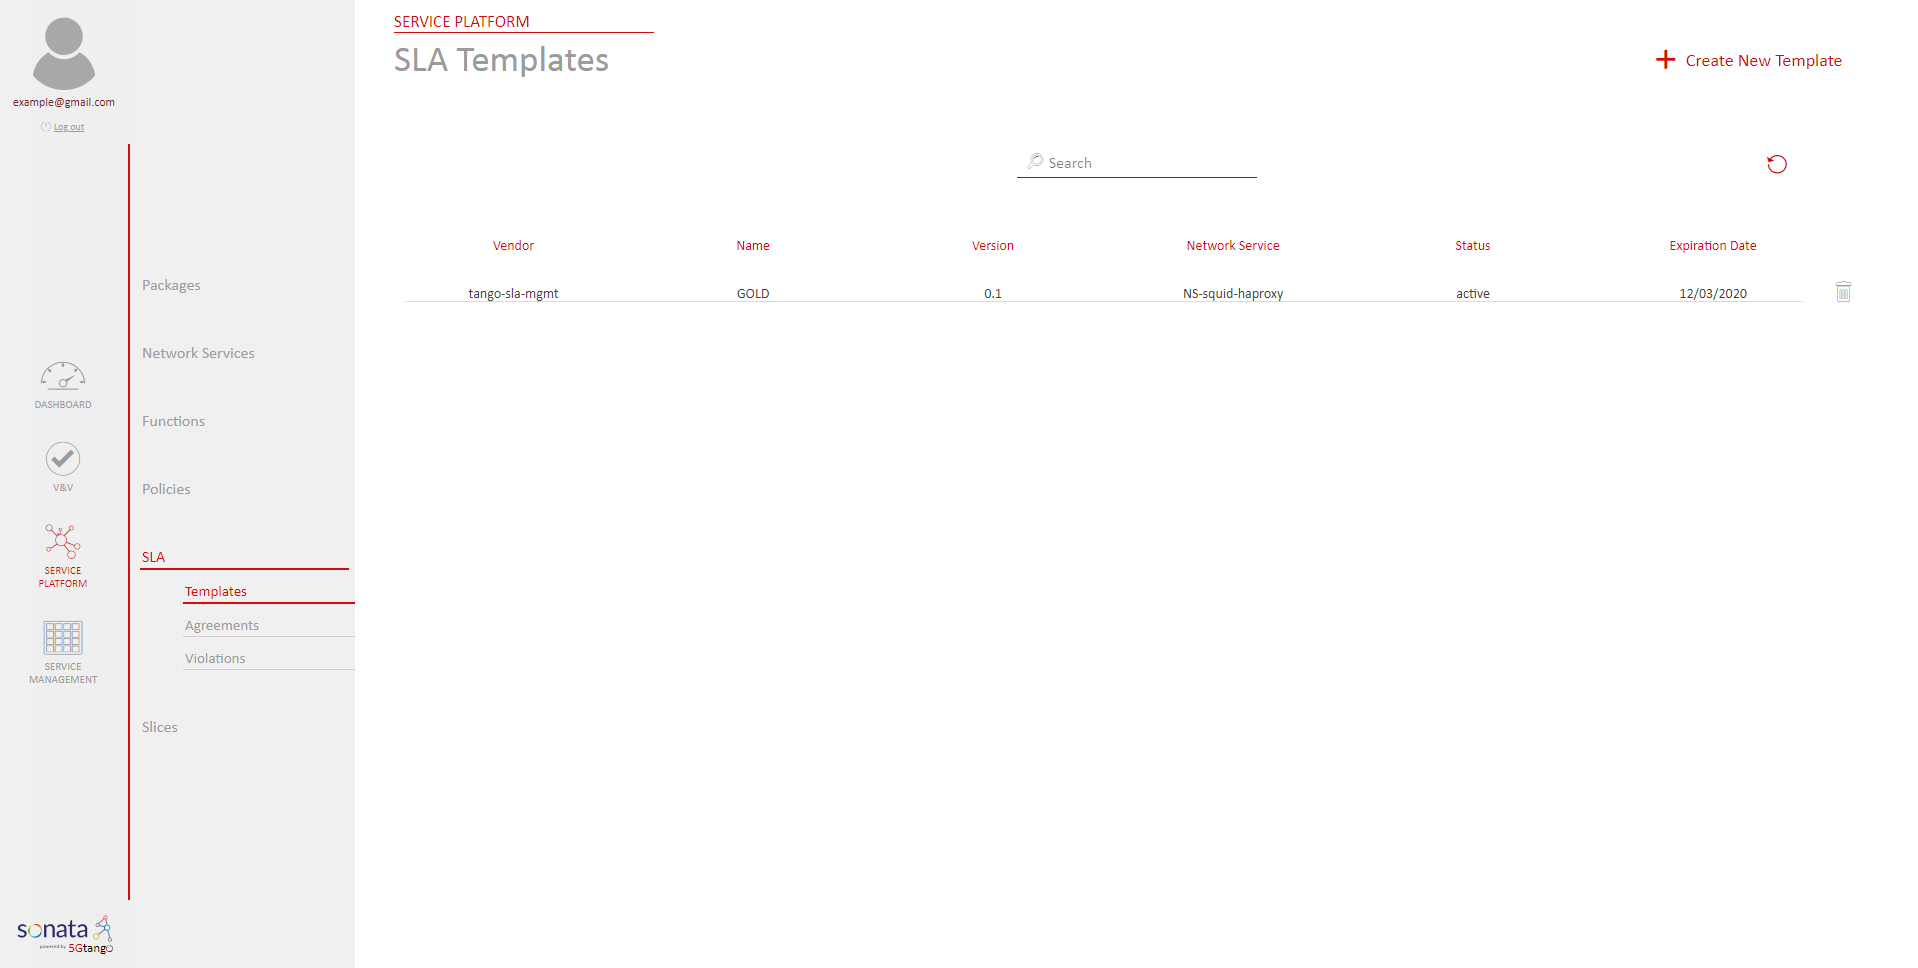 example@gmail.com
Log out
DASHBOARD
V&V
SERVICE
PLATFORM
SERVICE
MANAGEMENT
sonata
powered by 5Gtango
Packages
Network Services
Functions
Policies
SLA
Templates
Agreements
Violations
Slices
SERVICE PLATFORM
SLA Templates
Create New Template
Search
Vendor Name Version Network Service Status Expiration Date
tango-sla-mgmt GOLD 0.1 NS-squid-haproxy active 12/03/2020